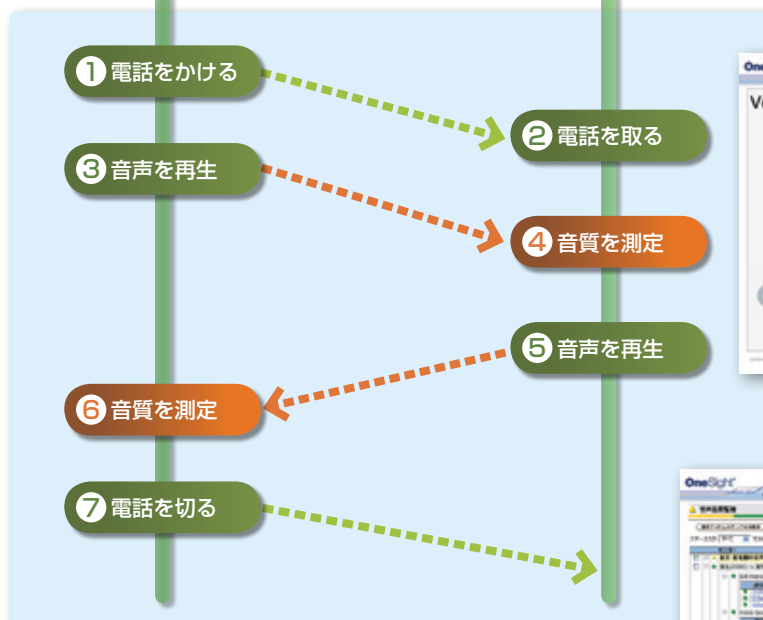 ① 電話をかける
② 電話を取る
③ 音声を再生
④ 音質を測定
⑤ 音声を再生
⑥ 音質を測定
⑦ 電話を切る
One
V
OneSight